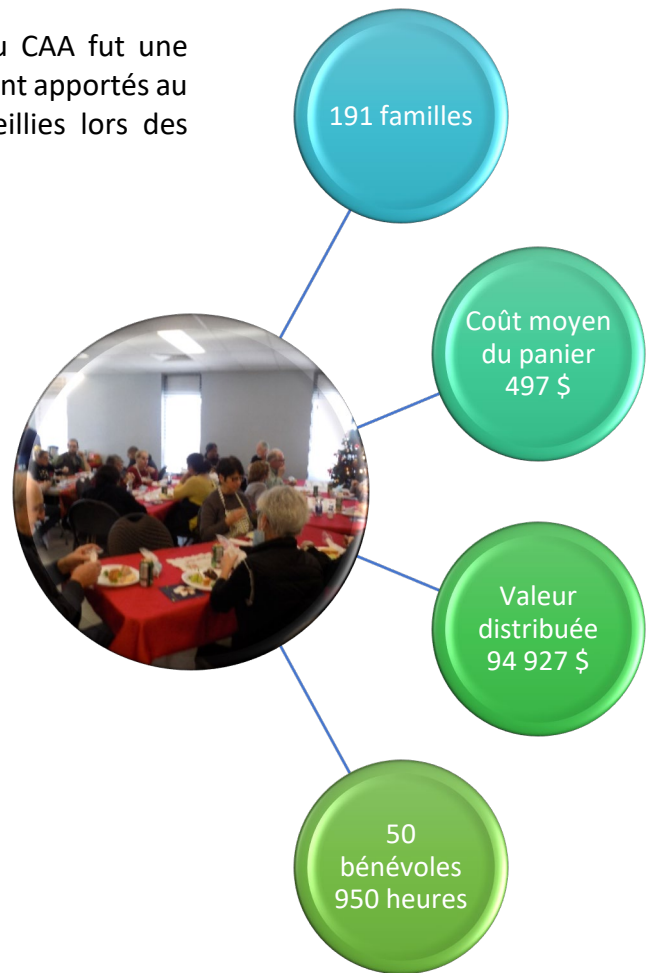 u CAA fut une
nt apportés au
eillies lors des
191 familles
Coût moyen
du panier
497 $
Valeur
distribuée
94 927 $
50
bénévoles
950 heures